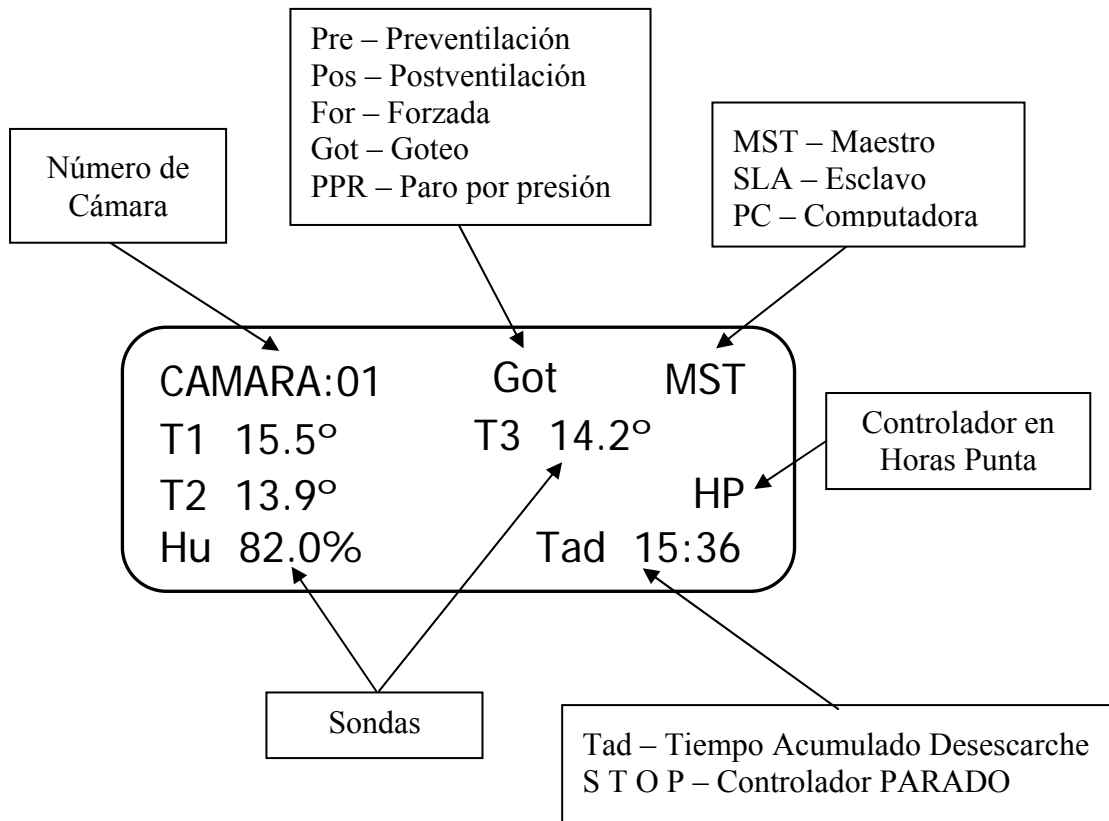 Pre – Preventilación
Pos – Postventilación
For – Forzada
Got – Goteo
PPR – Paro por presión
MST – Maestro
SLA – Esclavo
PC – Computadora
Número de
Cámara
CAMARA:01 Got MST
T1 15.5º T3 14.2º
T2 13.9º HP
Hu 82.0% Tad 15:36
Controlador en
Horas Punta
Sondas
Tad – Tiempo Acumulado Desescarche
S T O P – Controlador PARADO